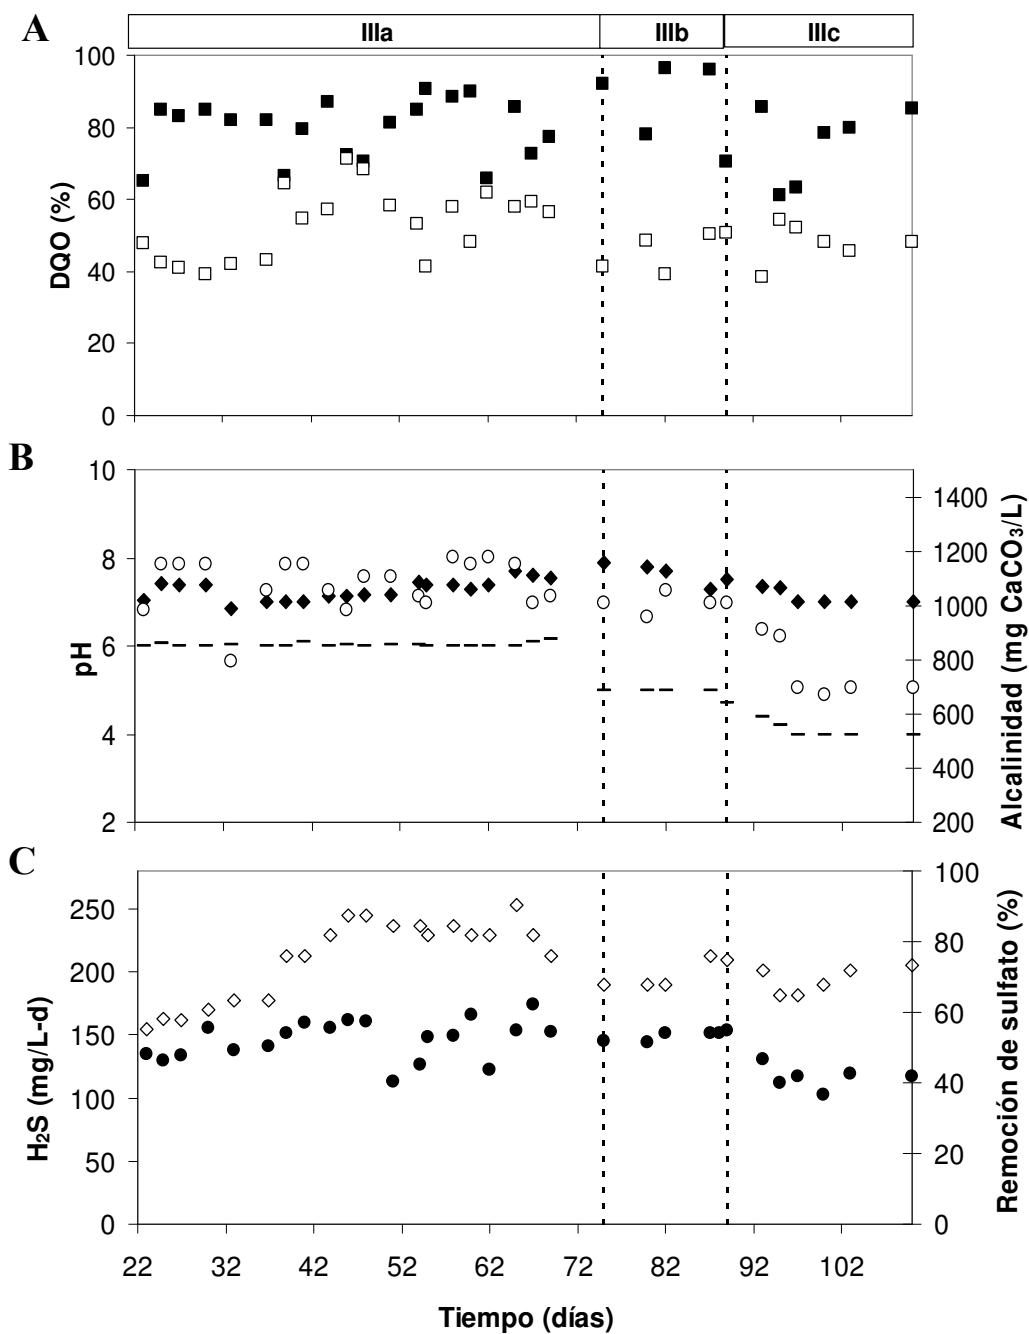 A
IIIa IIIb IIIc
100
80
60
40
20
0
DQO (%)
B
10
8
6
4
2
pH
1400
1200
1000
800
600
400
200
Alcalinidad (mg CaCO₃/L)
C
250
200
150
100
50
0
H₂S (mg/L-d)
100
80
60
40
20
0
Remoción de sulfato (%)
22 32 42 52 62 72 82 92 102
Tiempo (días)